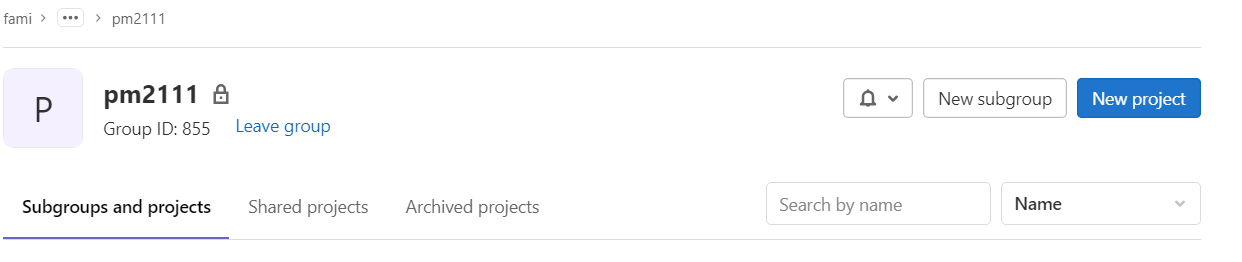 fami > ••• > pm2111
P
pm2111
Group ID: 855 Leave group
New subgroup
New project
Subgroups and projects Shared projects Archived projects
Search by name
Name